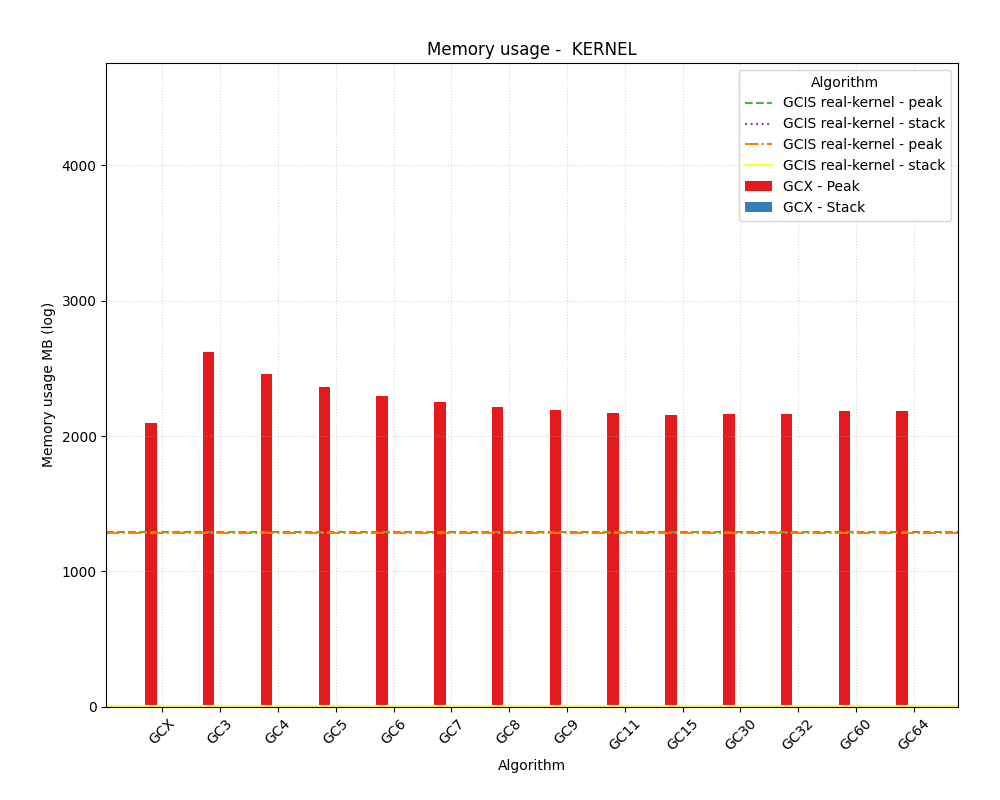 Memory usage -  KERNEL
Algorithm
GCIS real-kernel - peak
GCIS real-kernel - stack
GCIS real-kernel - peak
GCIS real-kernel - stack
GCX - Peak
GCX - Stack
Memory usage MB (log)
4000
3000
2000
1000
0
GCX
GC3
GC4
GC5
GC6
GC7
GC8
GC9
GC11
GC15
GC30
GC32
GC60
GC64
Algorithm